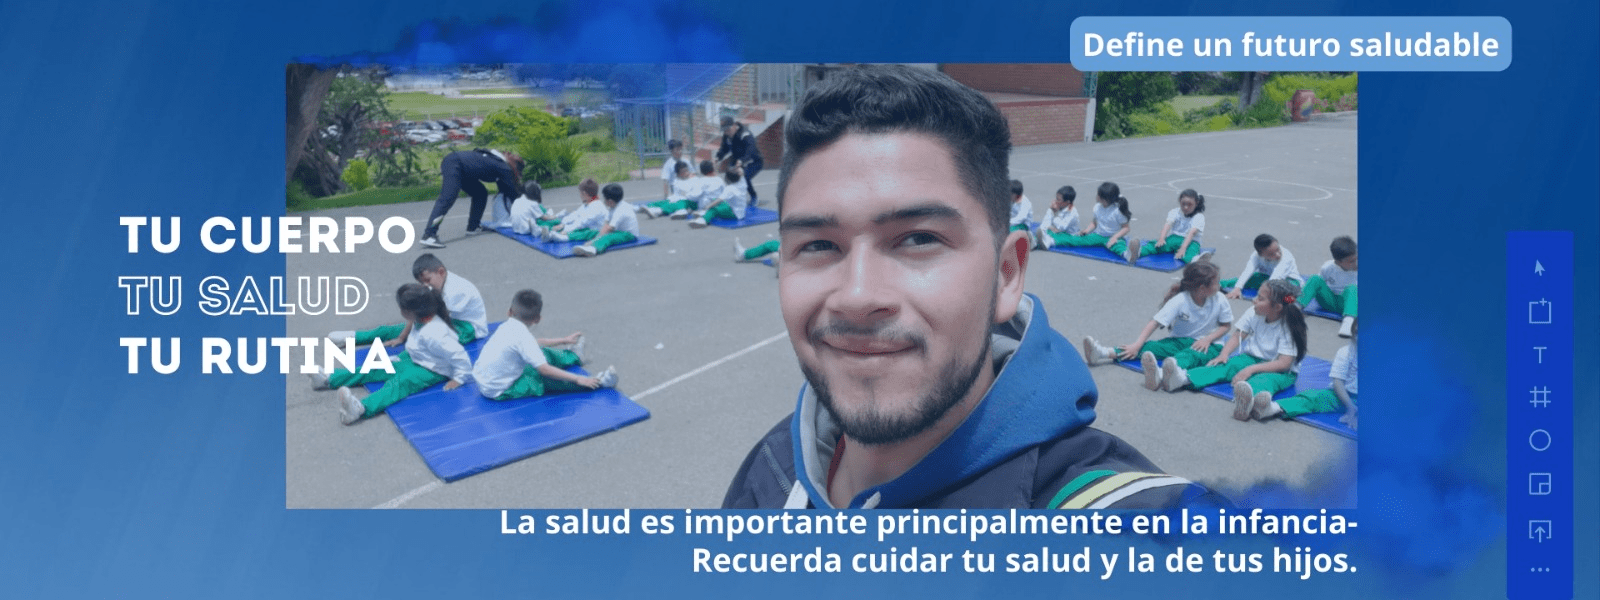 Define un futuro saludable
TU CUERPO
TU SALUD
TU RUTINA
La salud es importante principalmente en la infancia-
Recuerda cuidar tu salud y la de tus hijos.